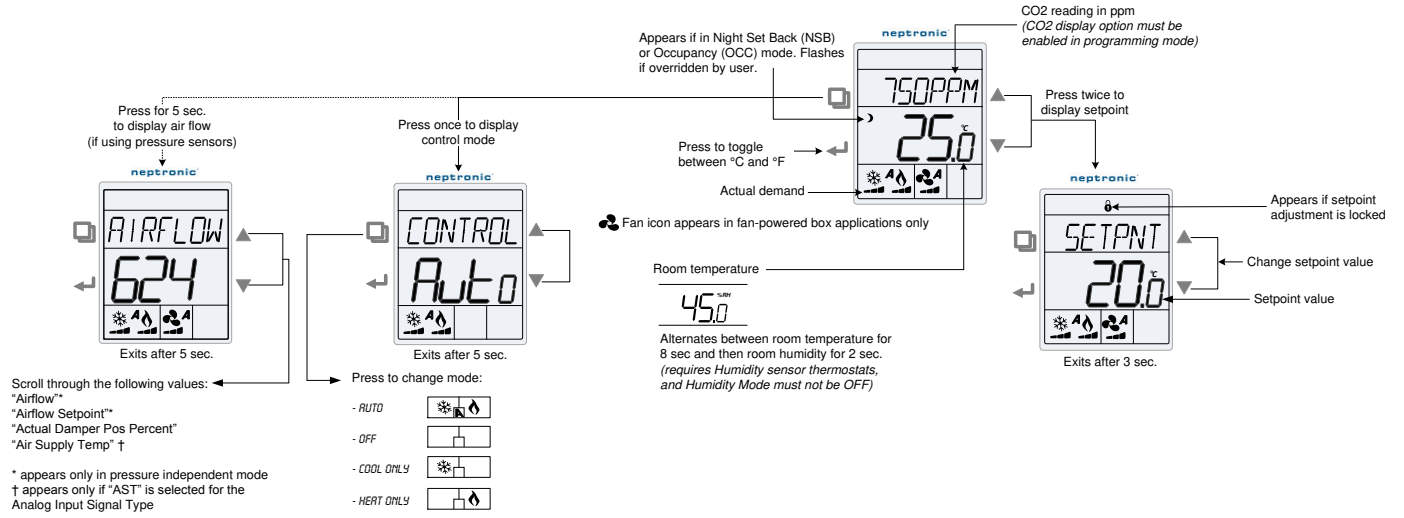 CO2 reading in ppm
(CO2 display option must be
enabled in programming mode)
Appears if in Night Set Back (NSB)
or Occupancy (OCC) mode. Flashes
if overridden by user.
neptronic
750PPM
25.0 °C
A
A
Press for 5 sec.
to display air flow
(if using pressure sensors)
Press once to display
control mode
Press to toggle
between °C and °F
Actual demand
Press twice to
display setpoint
Fan icon appears in fan-powered box applications only
neptronic
AIRFLOW
624
A
A
Exits after 5 sec.
neptronic
CONTROL
Auto
A
Exits after 5 sec.
Room temperature
45.0 %RH
Alternates between room temperature for
8 sec and then room humidity for 2 sec.
(requires Humidity sensor thermostats,
and Humidity Mode must not be OFF)
neptronic
SETPNT
20.0 °C
A
A
Exits after 3 sec.
Appears if setpoint
adjustment is locked
Change setpoint value
Setpoint value
Scroll through the following values:
“Airflow”*
“Airflow Setpoint”*
“Actual Damper Pos Percent”
“Air Supply Temp” †
* appears only in pressure independent mode
† appears only if “AST” is selected for the
Analog Input Signal Type
Press to change mode:
- AUTO
A
- OFF
- COOL ONLY
- HEAT ONLY